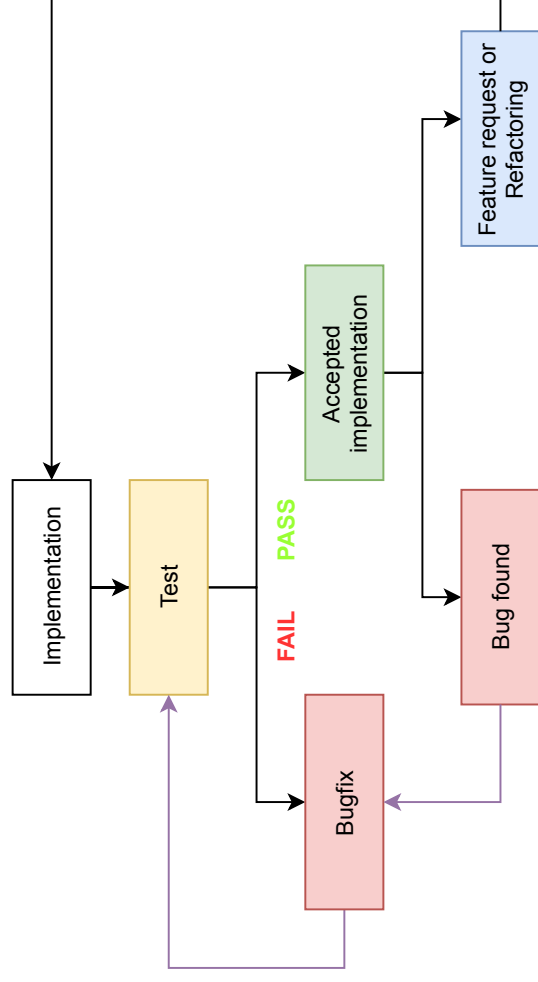 Implementation
Test
FAIL
PASS
Bugfix
Accepted
implementation
Bug found
Feature request or
Refactoring